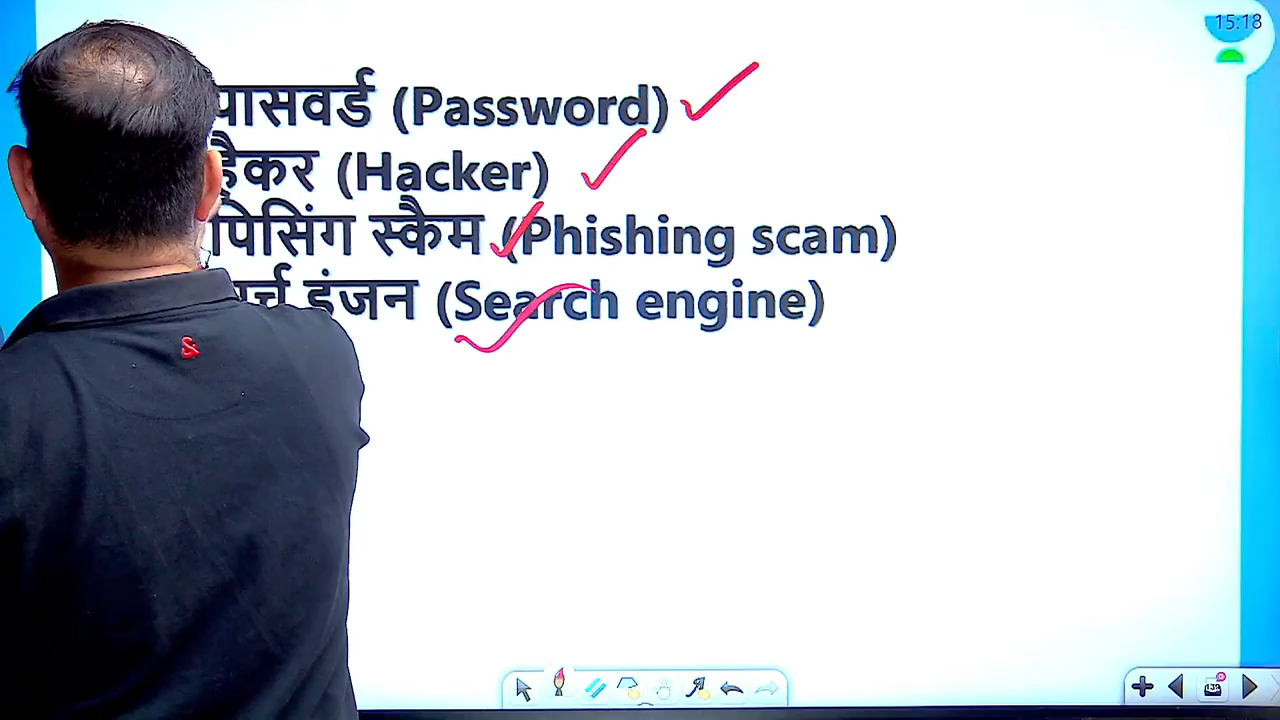 15:18
पासवर्ड (Password)
हैकर (Hacker)
पिसिंग स्कैम (Phishing scam)
इंजन (Search engine)